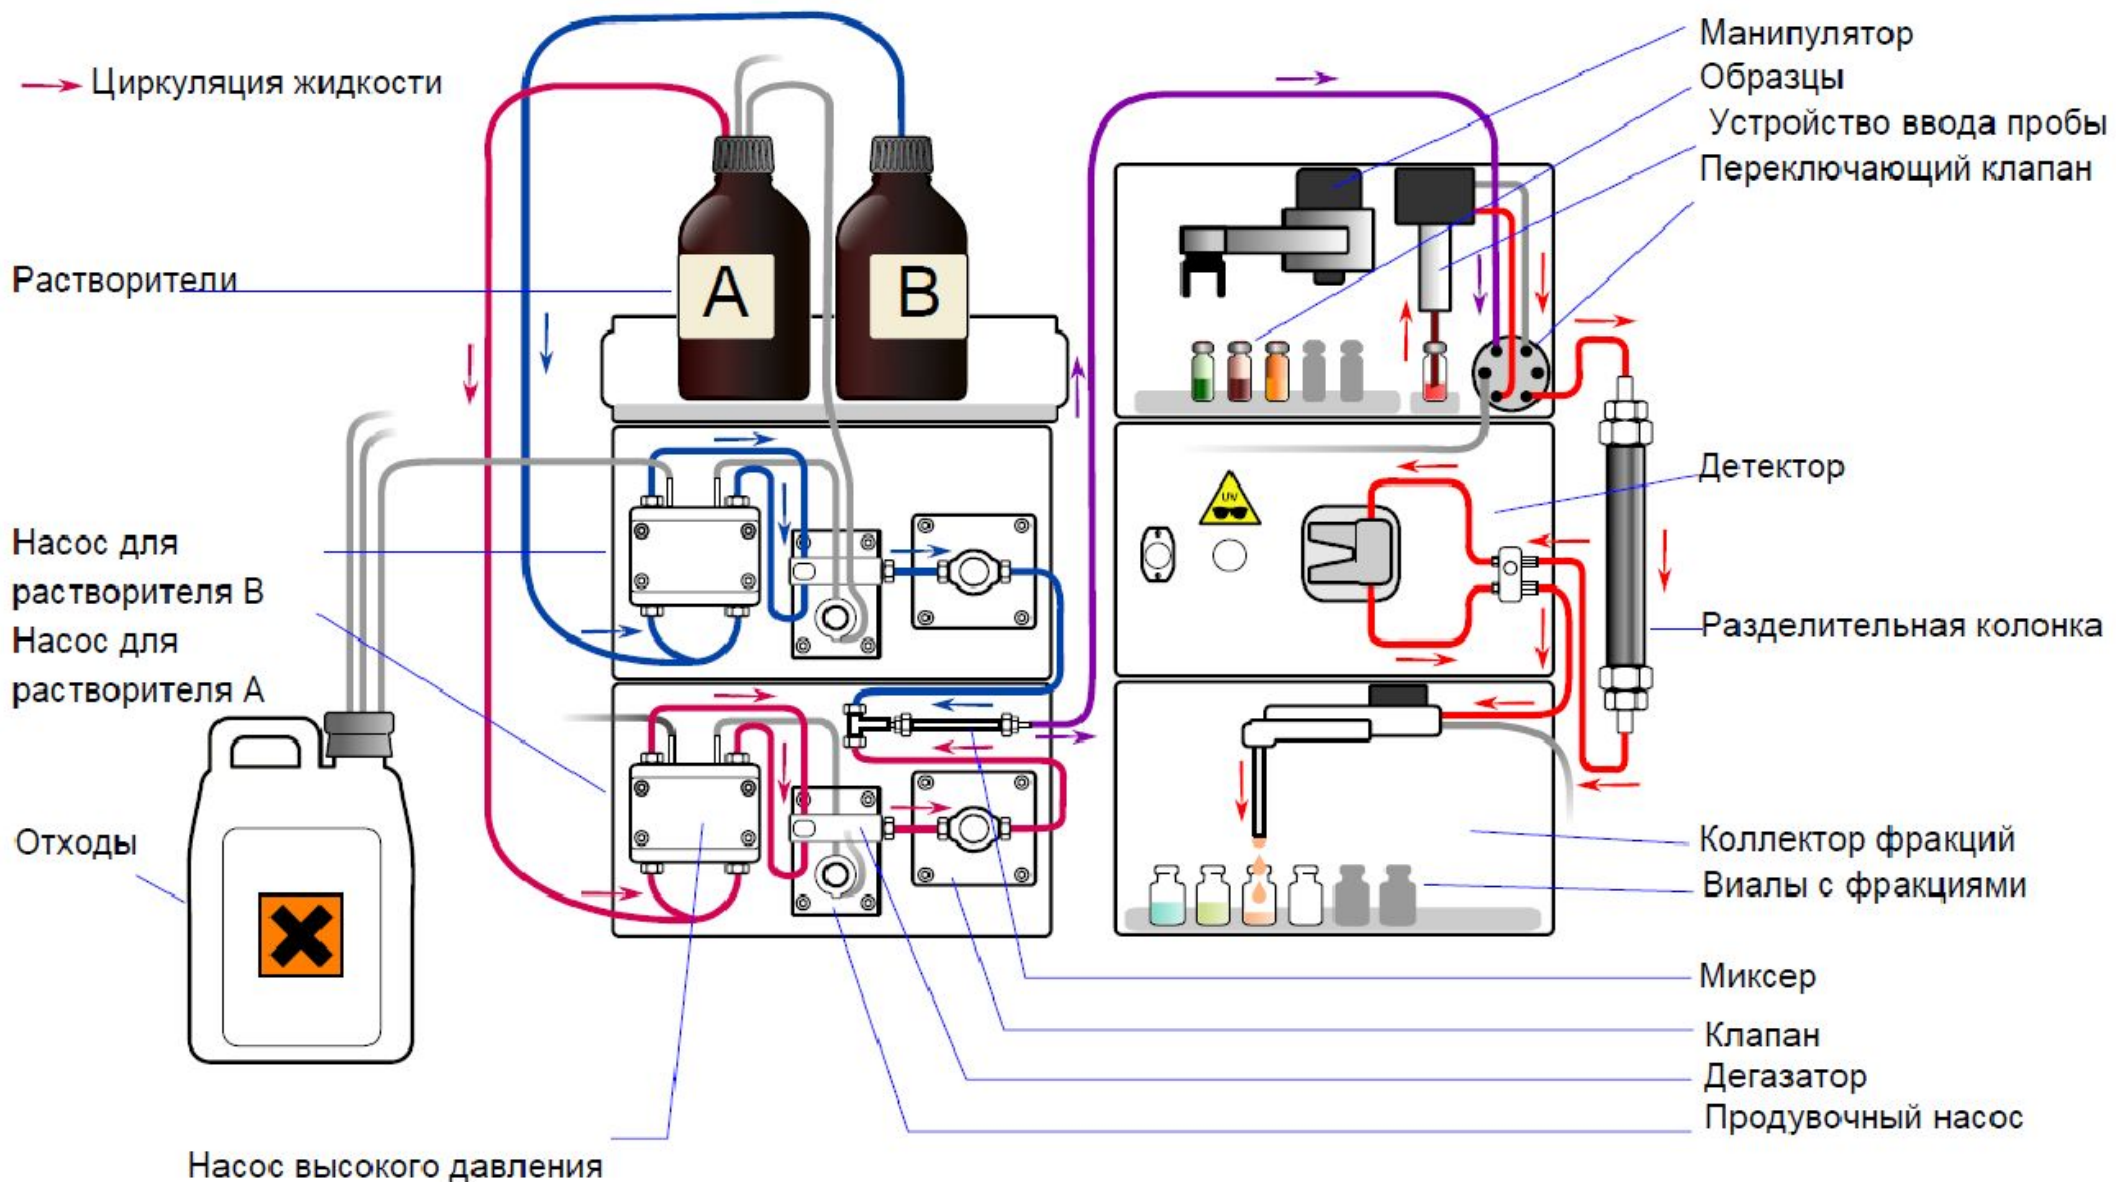 Циркуляция жидкости
Растворители
Насос для
растворителя В
Насос для
растворителя А
Отходы
Насос высокого давления
A
B
UV
Манипулятор
Образцы
Устройство ввода пробы
Переключающий клапан
Детектор
Разделительная колонка
Коллектор фракций
Виалы с фракциями
Миксер
Клапан
Дегазатор
Продувочный насос